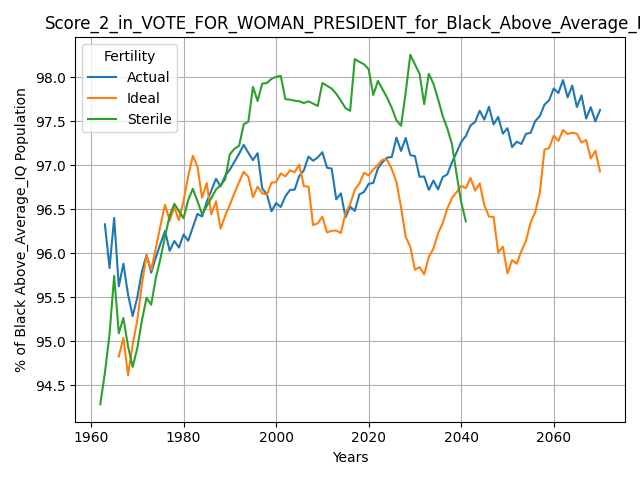 Score_2_in_VOTE_FOR_WOMAN_PRESIDENT_for_Black_Above_Average_I
Fertility
Actual
Ideal
Sterile
% of Black Above_Average_IQ Population
98.0
97.5
97.0
96.5
96.0
95.5
95.0
94.5
1960
1980
2000
2020
2040
2060
Years